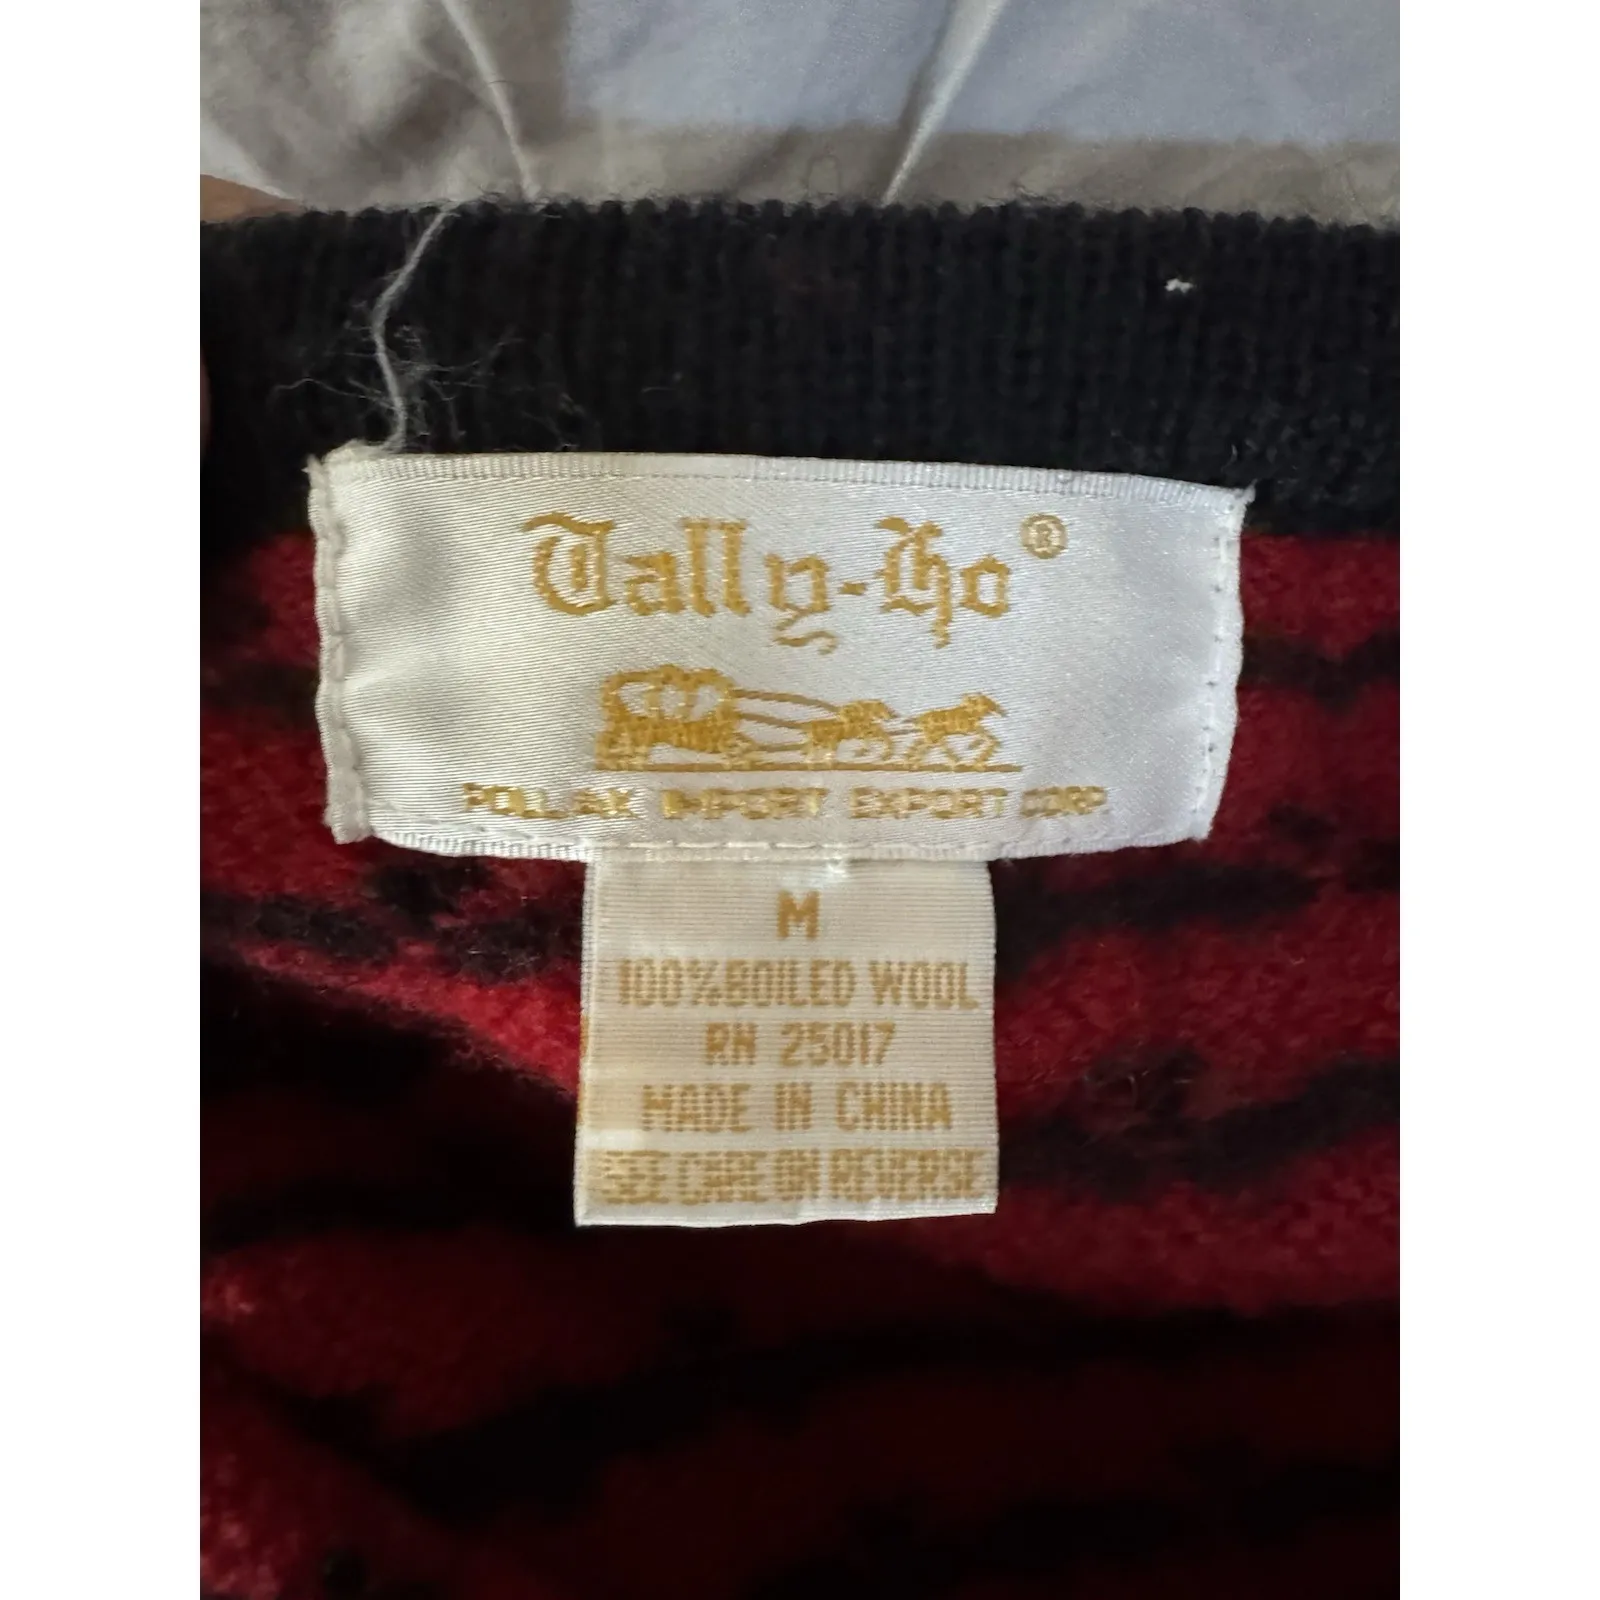 Tally-Ho®
POLLAK IMPORT EXPORT CORP.
M
100%BOILED WOOL
RN 25017
MADE IN CHINA
SEE CARE ON REVERSE